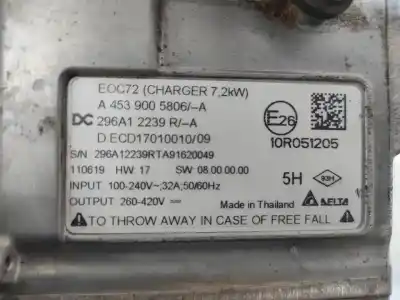 EOC72 (CHARGER 7,2kW)
A 453 900 5806/-A
DC 296A1 2239 R/-A
D.ECD17010010/09
E26
10R051205
S/N 296A12239RTA91620049
110619 HW: 17 SW: 08.00.00.00
5H
93H
INPUT 100-240V~;32A;50/60Hz
OUTPUT 260-420V
Made in Thailand DELTA
TO THROW AWAY IN CASE OF FREE FALL